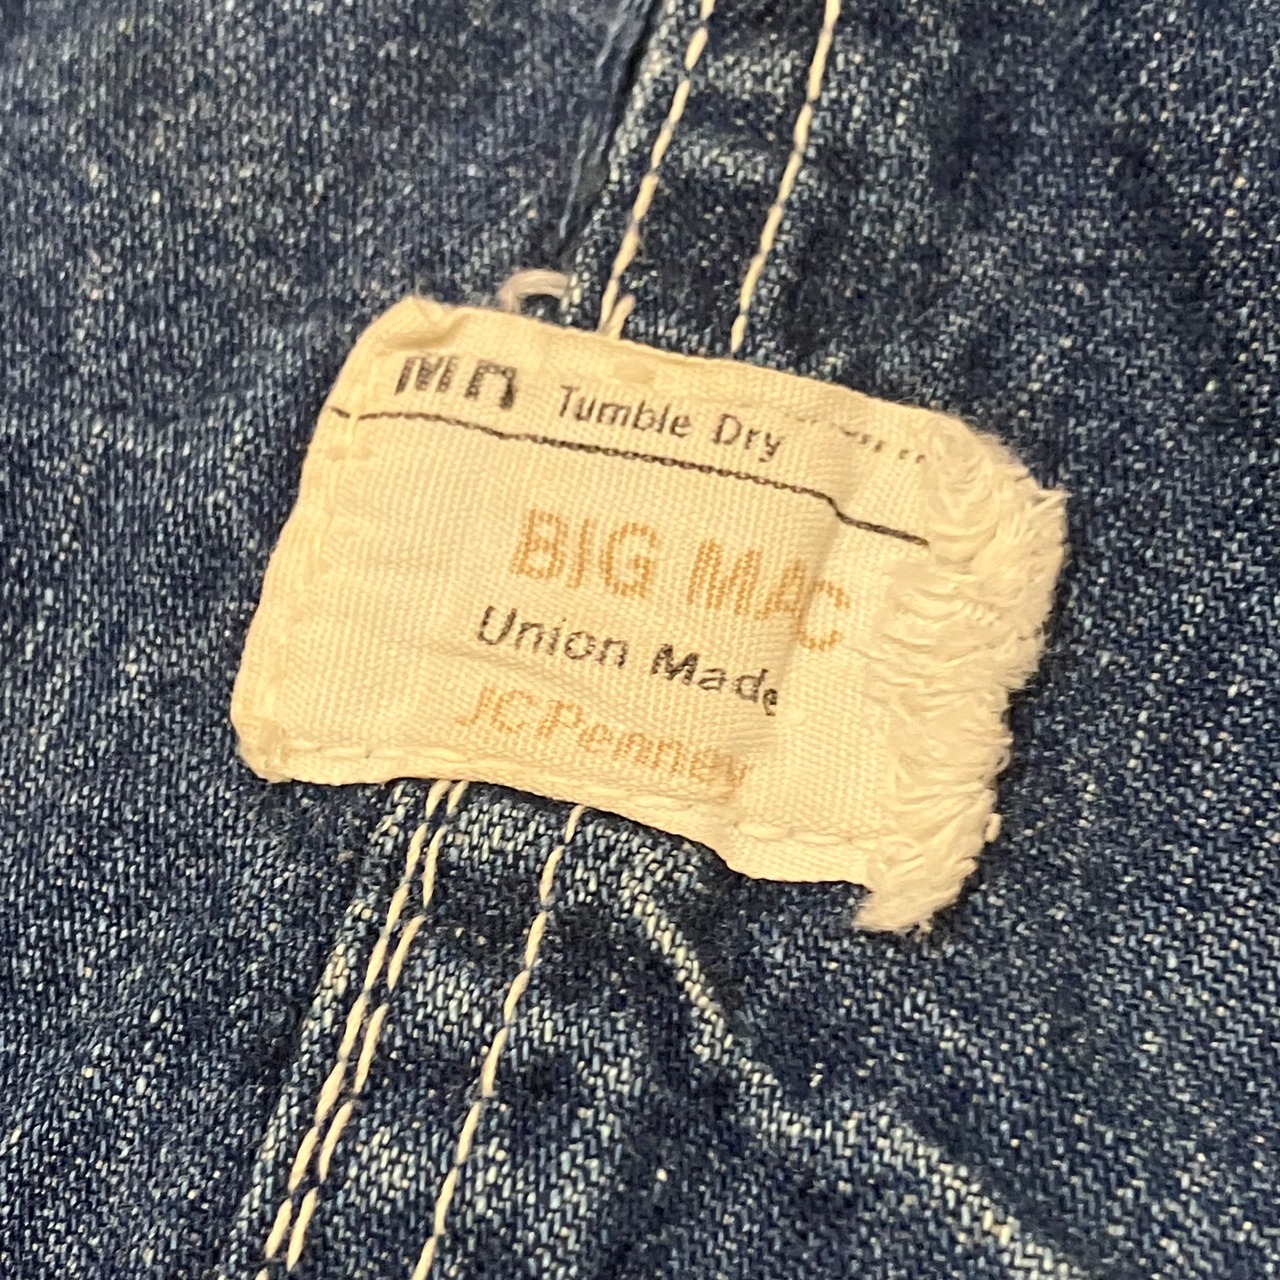 Tumble Dry
BIG MAC
Union Made
JCPenney